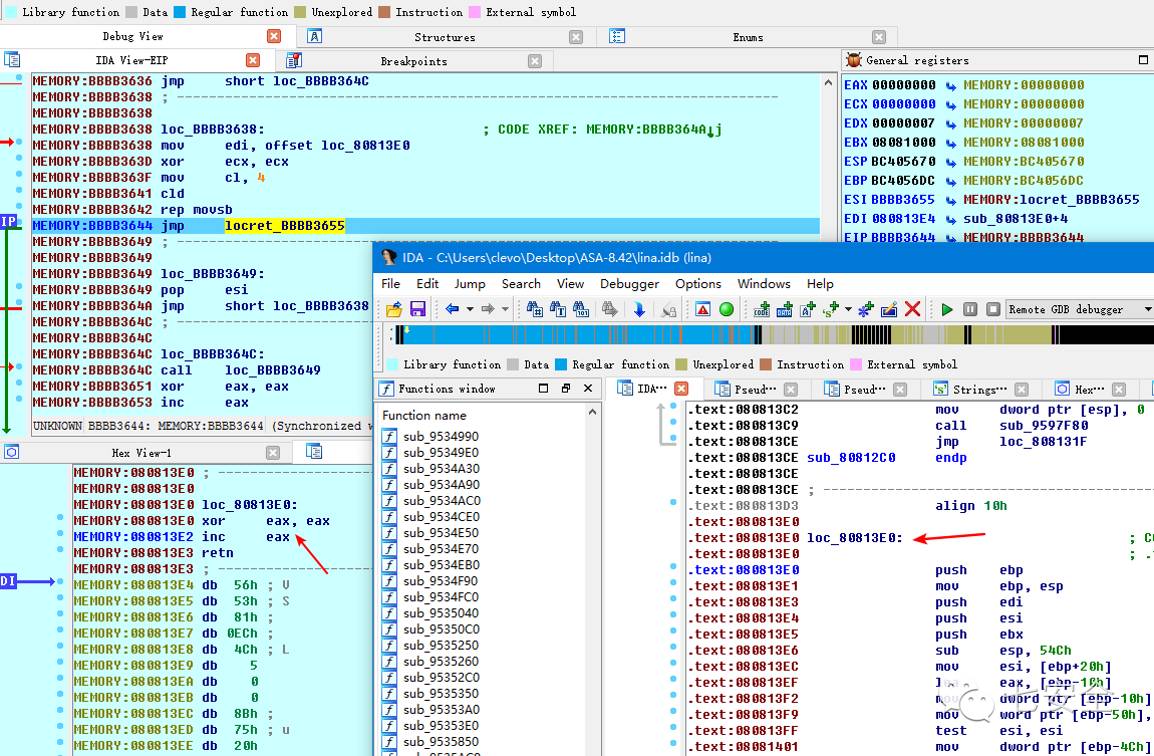 Library function Data Regular function Unexplored Instruction External symbol
Debug View Structures Enums
IDA View-EIP Breakpoints General registers
MEMORY:BBBB3636 jmp short loc_BBBB364C
MEMORY:BBBB3638 ; ---------------------------------------------------------------------------
MEMORY:BBBB3638
MEMORY:BBBB3638 loc_BBBB3638: ; CODE XREF: MEMORY:BBBB364A↓j
MEMORY:BBBB3638 mov edi, offset loc_80813E0
MEMORY:BBBB363D xor ecx, ecx
MEMORY:BBBB363F mov cl, 4
MEMORY:BBBB3641 cld
MEMORY:BBBB3642 rep movsb
IP MEMORY:BBBB3644 jmp locret_BBBB3655
MEMORY:BBBB3649 ; ---------------------------------------------------------------------------
MEMORY:BBBB3649
MEMORY:BBBB3649 loc_BBBB3649:
MEMORY:BBBB3649 pop esi
MEMORY:BBBB364A jmp short loc_BBBB3638
MEMORY:BBBB364C ; ----------------------
MEMORY:BBBB364C
MEMORY:BBBB364C loc_BBBB364C:
MEMORY:BBBB364C call loc_BBBB3649
MEMORY:BBBB3651 xor eax, eax
MEMORY:BBBB3653 inc eax
UNKNOWN BBBB3644: MEMORY:BBBB3644 (Synchronized w
EAX 00000000 MEMORY:00000000
ECX 00000000 MEMORY:00000000
EDX 00000007 MEMORY:00000007
EBX 08081000 MEMORY:08081000
ESP BC405670 MEMORY:BC405670
EBP BC4056DC MEMORY:BC4056DC
ESI BBBB3655 MEMORY:locret_BBBB3655
EDI 080813E4 sub_80813E0+4
EIP BBBB3644 MEMORY:BBBB3644
Hex View-1
MEMORY:080813E0 ; ------------------
MEMORY:080813E0
MEMORY:080813E0 loc_80813E0:
MEMORY:080813E0 xor eax, eax
MEMORY:080813E2 inc eax
MEMORY:080813E3 retn
MEMORY:080813E3 ; ------------------
DI MEMORY:080813E4 db 56h ; V
MEMORY:080813E5 db 53h ; S
MEMORY:080813E6 db 81h ;
MEMORY:080813E7 db 0ECh ;
MEMORY:080813E8 db 4Ch ; L
MEMORY:080813E9 db 5
MEMORY:080813EA db 0
MEMORY:080813EB db 0
MEMORY:080813EC db 8Bh ;
MEMORY:080813ED db 75h ; u
MEMORY:080813EE db 20h
IDA - C:\Users\clevo\Desktop\ASA-8.42\lina.idb (lina)
File Edit Jump Search View Debugger Options Windows Help
Remote GDB debugger
Library function Data Regular function Unexplored Instruction External symbol
Functions window
Function name
sub_9534990
sub_95349E0
sub_9534A30
sub_9534A90
sub_9534AC0
sub_9534CE0
sub_9534E50
sub_9534E70
sub_9534EB0
sub_9534F90
sub_9534FC0
sub_9535040
sub_95350C0
sub_9535250
sub_9535260
sub_95352C0
sub_9535350
sub_95353A0
sub_95353E0
sub_9535850
IDA··· Pseud··· Pseud··· Strings··· Hex···
.text:080813C2 mov dword ptr [esp], 0
.text:080813C9 call sub_9597F80
.text:080813CE jmp loc_808131F
.text:080813CE sub_80812C0 endp
.text:080813CE
.text:080813CE ; ---------------------------------
.text:080813D3 align 10h
.text:080813E0
.text:080813E0 loc_80813E0: ; CO
.text:080813E0 ; .
.text:080813E0 push ebp
.text:080813E1 mov ebp, esp
.text:080813E3 push edi
.text:080813E4 push esi
.text:080813E5 push ebx
.text:080813E6 sub esp, 54Ch
.text:080813EC mov esi, [ebp+20h]
.text:080813EF eax, [ebp-10h]
.text:080813F2 mov dword ptr [ebp-10h]
.text:080813F9 mov word ptr [ebp-50h],
.text:080813FF test esi, esi
.text:08081401 mov dword ptr [ebp-4Ch]
七安全